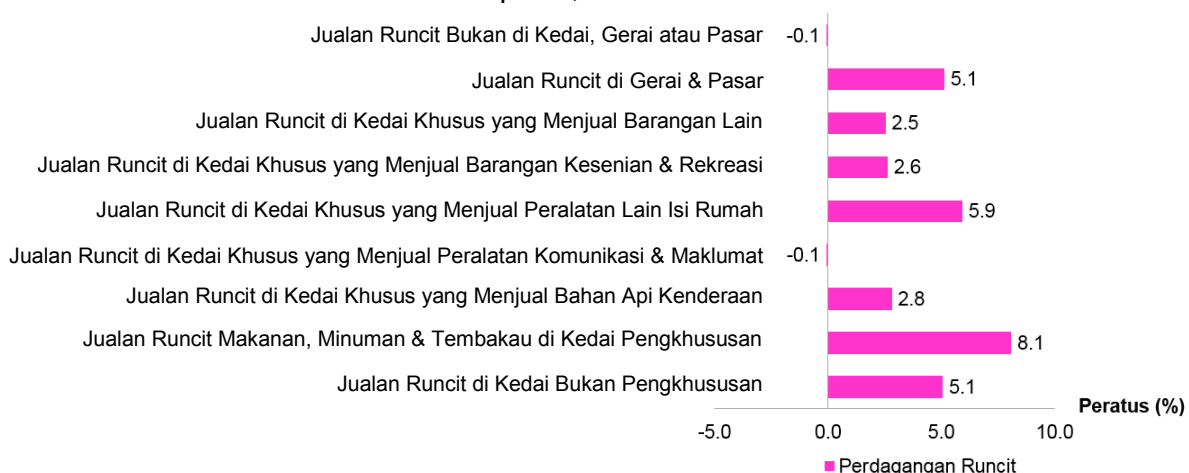 Jualan Runcit Bukan di Kedai, Gerai atau Pasar -0.1
Jualan Runcit di Gerai & Pasar 5.1
Jualan Runcit di Kedai Khusus yang Menjual Barangan Lain 2.5
Jualan Runcit di Kedai Khusus yang Menjual Barangan Kesenian & Rekreasi 2.6
Jualan Runcit di Kedai Khusus yang Menjual Peralatan Lain Isi Rumah 5.9
Jualan Runcit di Kedai Khusus yang Menjual Peralatan Komunikasi & Maklumat -0.1
Jualan Runcit di Kedai Khusus yang Menjual Bahan Api Kenderaan 2.8
Jualan Runcit Makanan, Minuman & Tembakau di Kedai Pengkhususan 8.1
Jualan Runcit di Kedai Bukan Pengkhususan 5.1
Peratus (%)
-5.0 0.0 5.0 10.0
Perdagangan Runcit